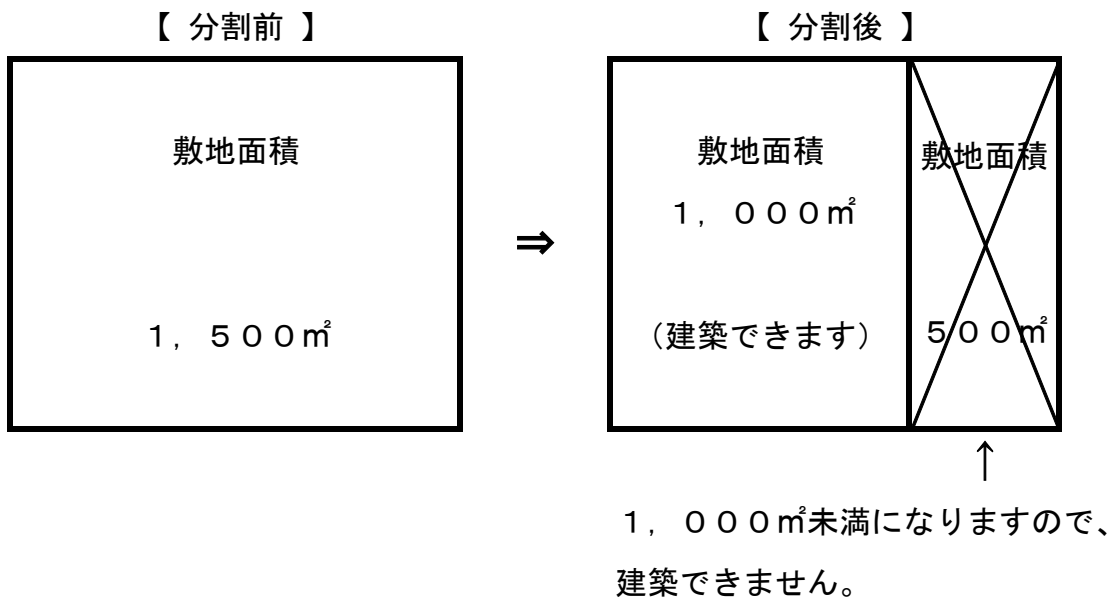 【 分割前 】
敷地面積
１，５００㎡
⇒
【 分割後 】
敷地面積
１，０００㎡
（建築できます）
敷地面積
５００㎡
↑
１，０００㎡未満になりますので、
建築できません。